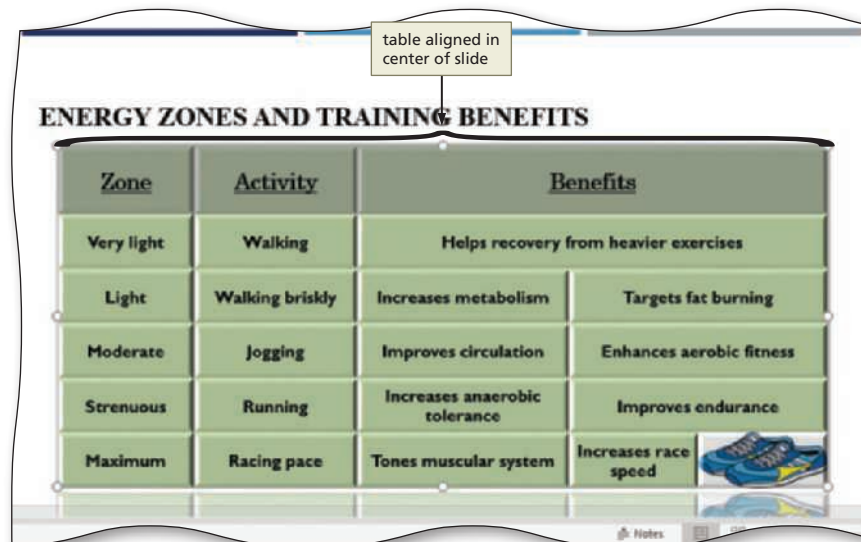 table aligned in
center of slide
ENERGY ZONES AND TRAINING BENEFITS
Zone Activity Benefits
Very light Walking Helps recovery from heavier exercises
Light Walking briskly Increases metabolism Targets fat burning
Moderate Jogging Improves circulation Enhances aerobic fitness
Strenuous Running Increases anaerobic
tolerance Improves endurance
Maximum Racing pace Tones muscular system Increases race
speed
Notes